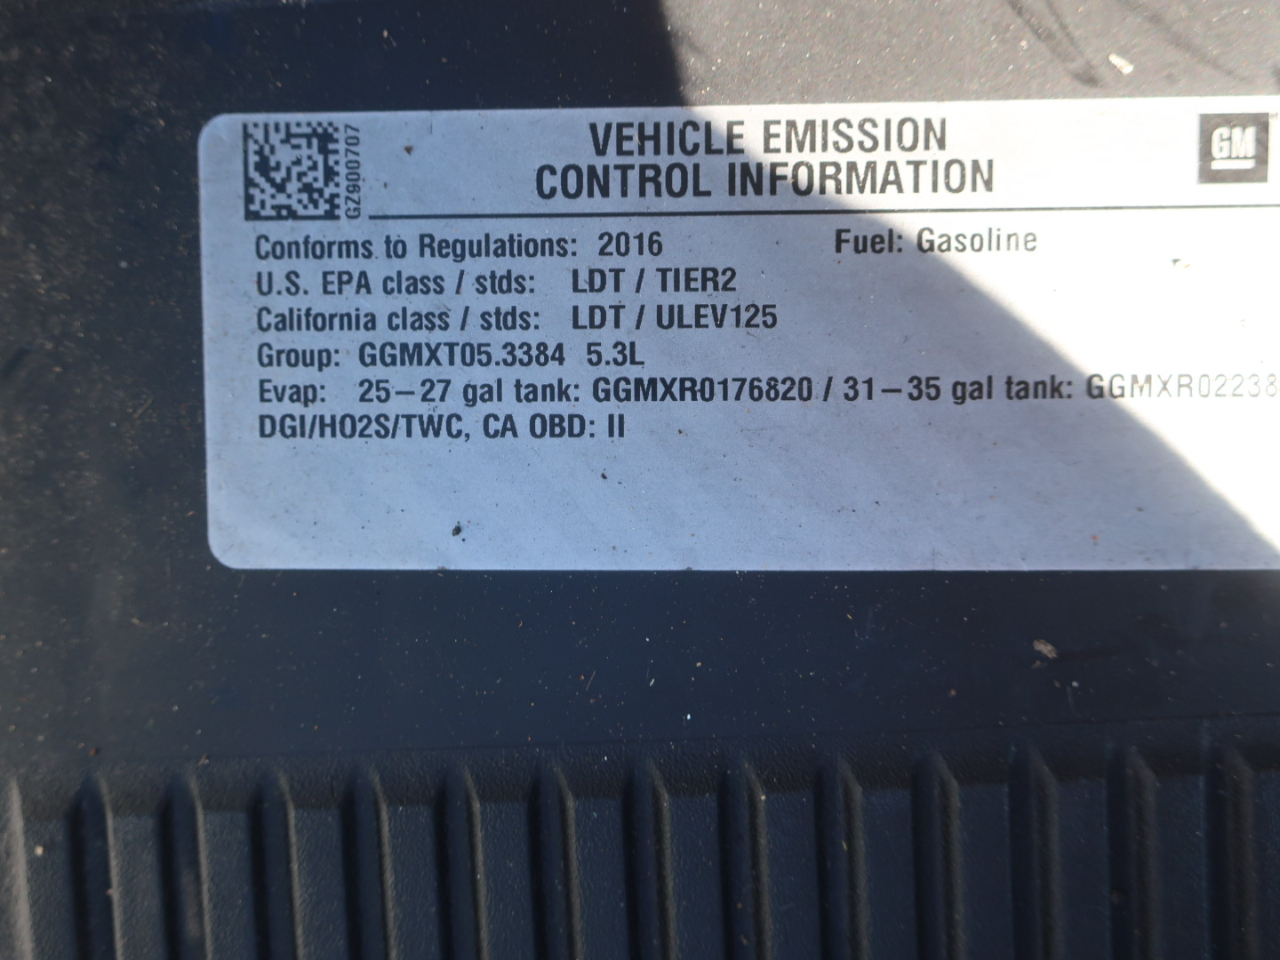 VEHICLE EMISSION
CONTROL INFORMATION
GM
GZ900707
Conforms to Regulations: 2016 Fuel: Gasoline
U.S. EPA class / stds: LDT / TIER2
California class / stds: LDT / ULEV125
Group: GGMXT05.3384 5.3L
Evap: 25-27 gal tank: GGMXR0176820 / 31-35 gal tank: GGMXR02238
DGI/HO2S/TWC, CA OBD: II